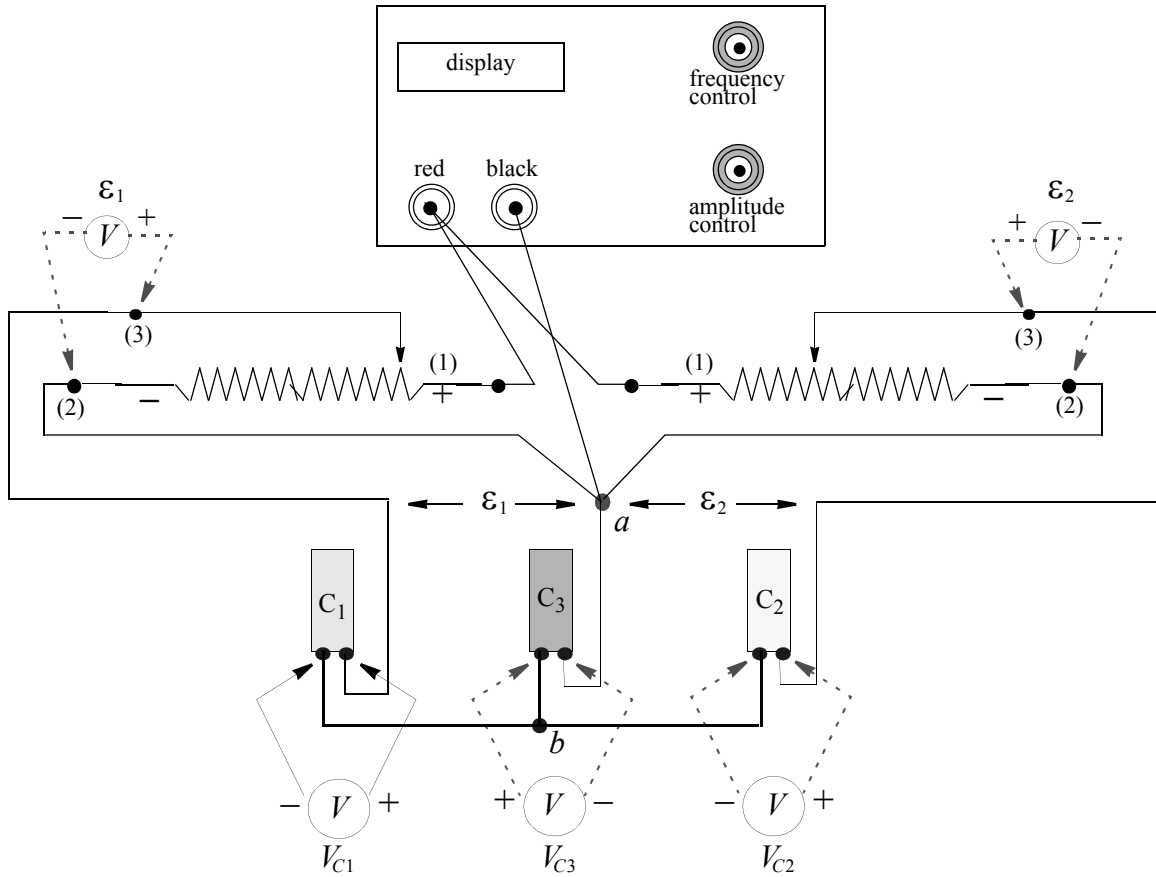 display
frequency
control
red black
amplitude
control
ε1
− V +
ε2
+ V −
(3)
(3)
(1)
(1)
(2) − +
+ − (2)
ε1 ε2
a
C1 C3 C2
b
− V + + V − − V +
VC1 VC3 VC2